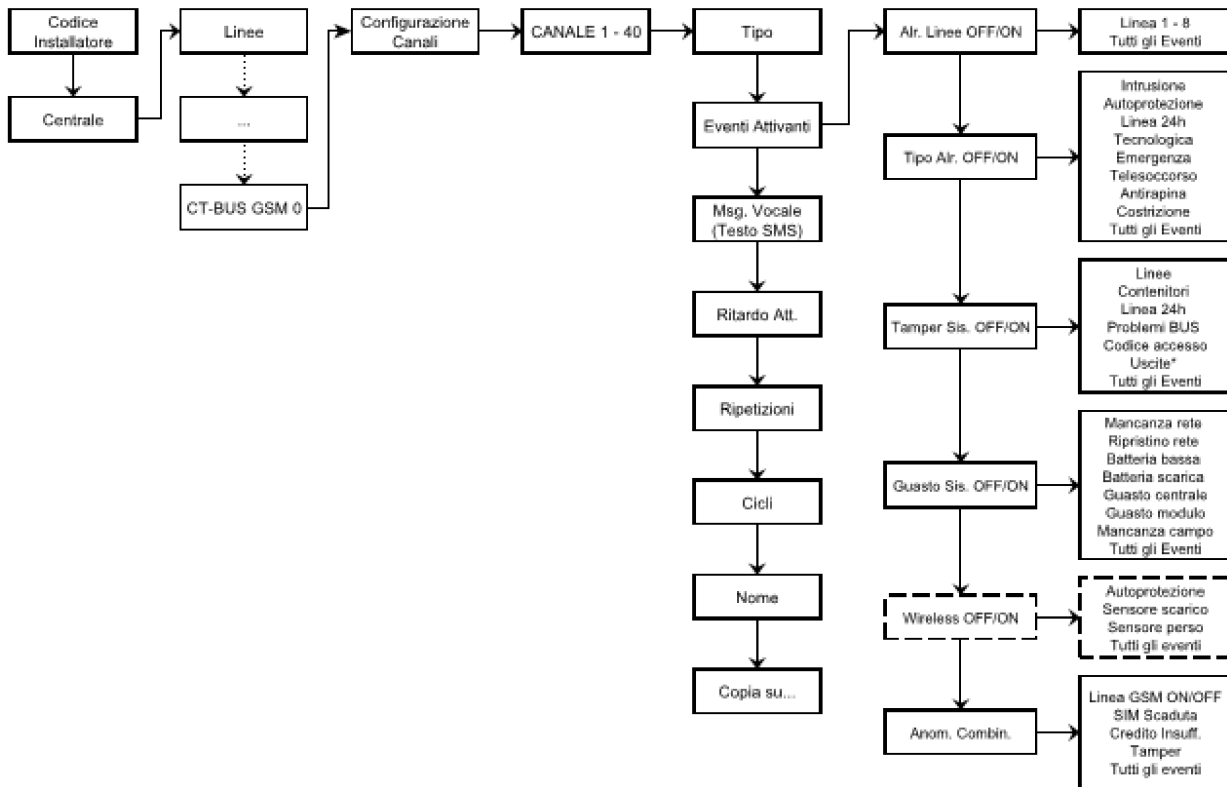 Codice
Installatore
Centrale
Linee
...
CT-BUS GSM 0
Configurazione
Canali
CANALE 1 - 40
Tipo
Eventi Attivanti
Msg. Vocale
(Testo SMS)
Ritardo Att.
Ripetizioni
Cicli
Nome
Copia su...
Alr. Linee OFF/ON
Linea 1 - 8
Tutti gli Eventi
Tipo Alr. OFF/ON
Intrusione
Autoprotezione
Linea 24h
Tecnologica
Emergenza
Telesoccorso
Antirapina
Costrizione
Tutti gli Eventi
Tamper Sis. OFF/ON
Linee
Contenitori
Linea 24h
Problemi BUS
Codice accesso
Uscite*
Tutti gli Eventi
Guasto Sis. OFF/ON
Mancanza rete
Ripristino rete
Batteria bassa
Batteria scarica
Guasto centrale
Guasto modulo
Mancanza campo
Tutti gli Eventi
Wireless OFF/ON
Autoprotezione
Sensore scarico
Sensore perso
Tutti gli eventi
Anom. Combin.
Linea GSM ON/OFF
SIM Scaduta
Credito Insuff.
Tamper
Tutti gli eventi